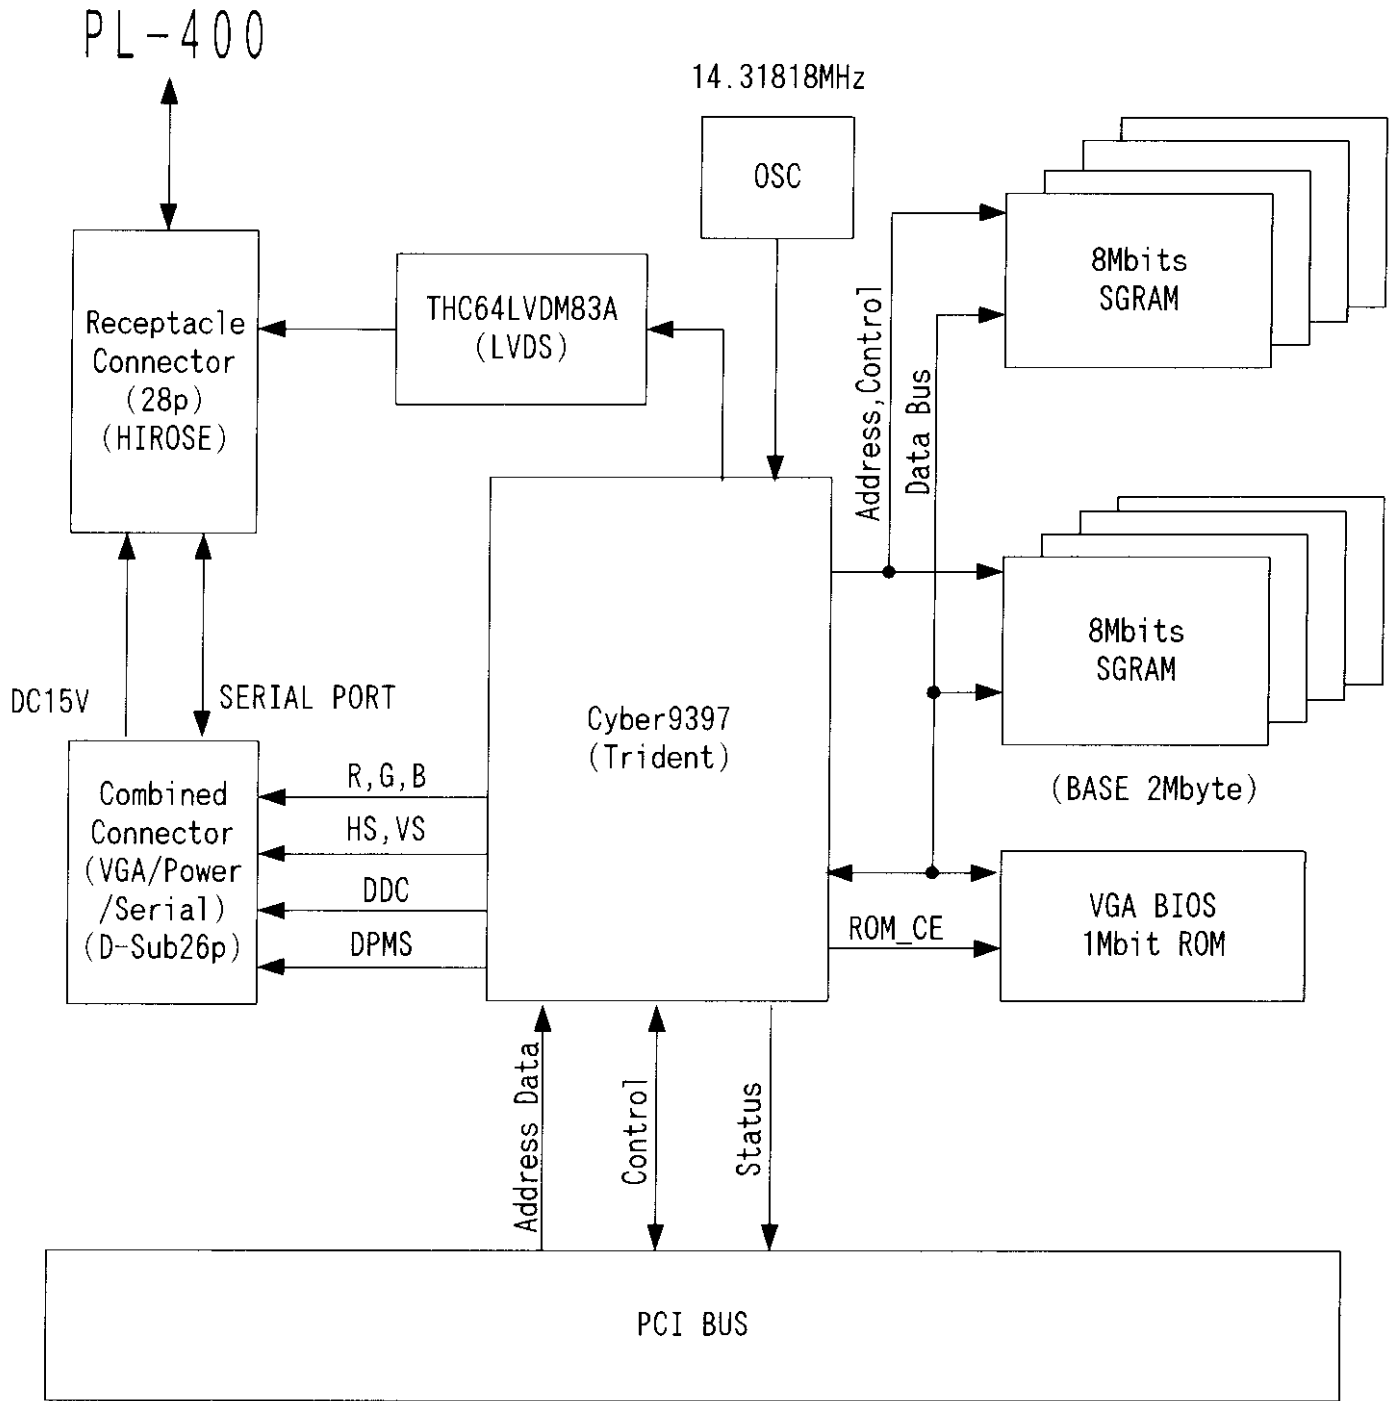 PL-400
14.31818MHz
OSC
8Mbits
SGRAM
THC64LVDM83A
(LVDS)
Receptacle
Connector
(28p)
(HIROSE)
Address,Control
Data Bus
8Mbits
SGRAM
(BASE 2Mbyte)
DC15V
SERIAL PORT
Cyber9397
(Trident)
R,G,B
HS,VS
DDC
DPMS
Combined
Connector
(VGA/Power
/Serial)
(D-Sub26p)
ROM_CE
VGA BIOS
1Mbit ROM
Address Data
Control
Status
PCI BUS